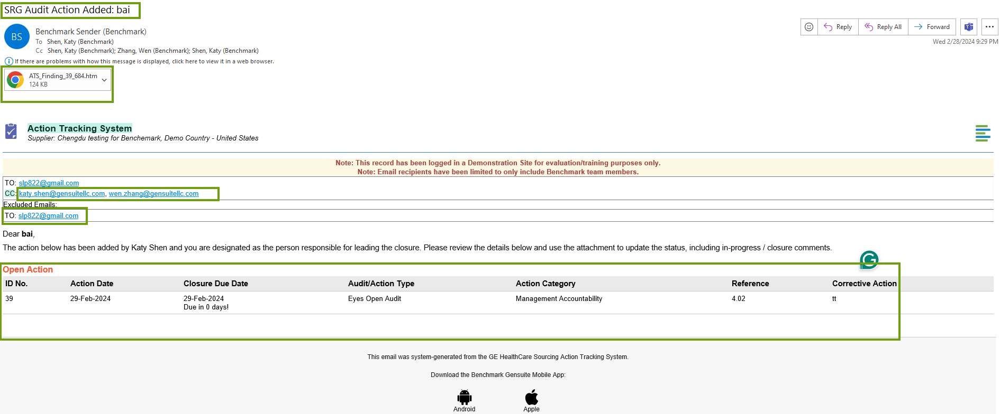 SRG Audit Action Added: bai
BS
Benchmark Sender (Benchmark)
To Shen, Katy (Benchmark)
Cc Shen, Katy (Benchmark); Zhang, Wen (Benchmark); Shen, Katy (Benchmark)
Reply Reply All Forward
Wed 2/28/2024 9:29 PM
If there are problems with how this message is displayed, click here to view it in a web browser.
ATS_Finding_39_684.htm
124 KB
Action Tracking System
Supplier: Chengdu testing for Benchemark, Demo Country - United States
Note: This record has been logged in a Demonstration Site for evaluation/training purposes only.
Note: Email recipients have been limited to only include Benchmark team members.
TO: slp822@gmail.com
CC: katy.shen@gensuitellc.com, wen.zhang@gensuitellc.com
Excluded Emails:
TO: slp822@gmail.com
Dear bai,
The action below has been added by Katy Shen and you are designated as the person responsible for leading the closure. Please review the details below and use the attachment to update the status, including in-progress / closure comments.
Open Action
ID No. Action Date Closure Due Date Audit/Action Type Action Category Reference Corrective Action
39 29-Feb-2024 29-Feb-2024 Eyes Open Audit Management Accountability 4.02 tt
Due in 0 days!
This email was system-generated from the GE HealthCare Sourcing Action Tracking System.
Download the Benchmark Gensuite Mobile App:
Android Apple